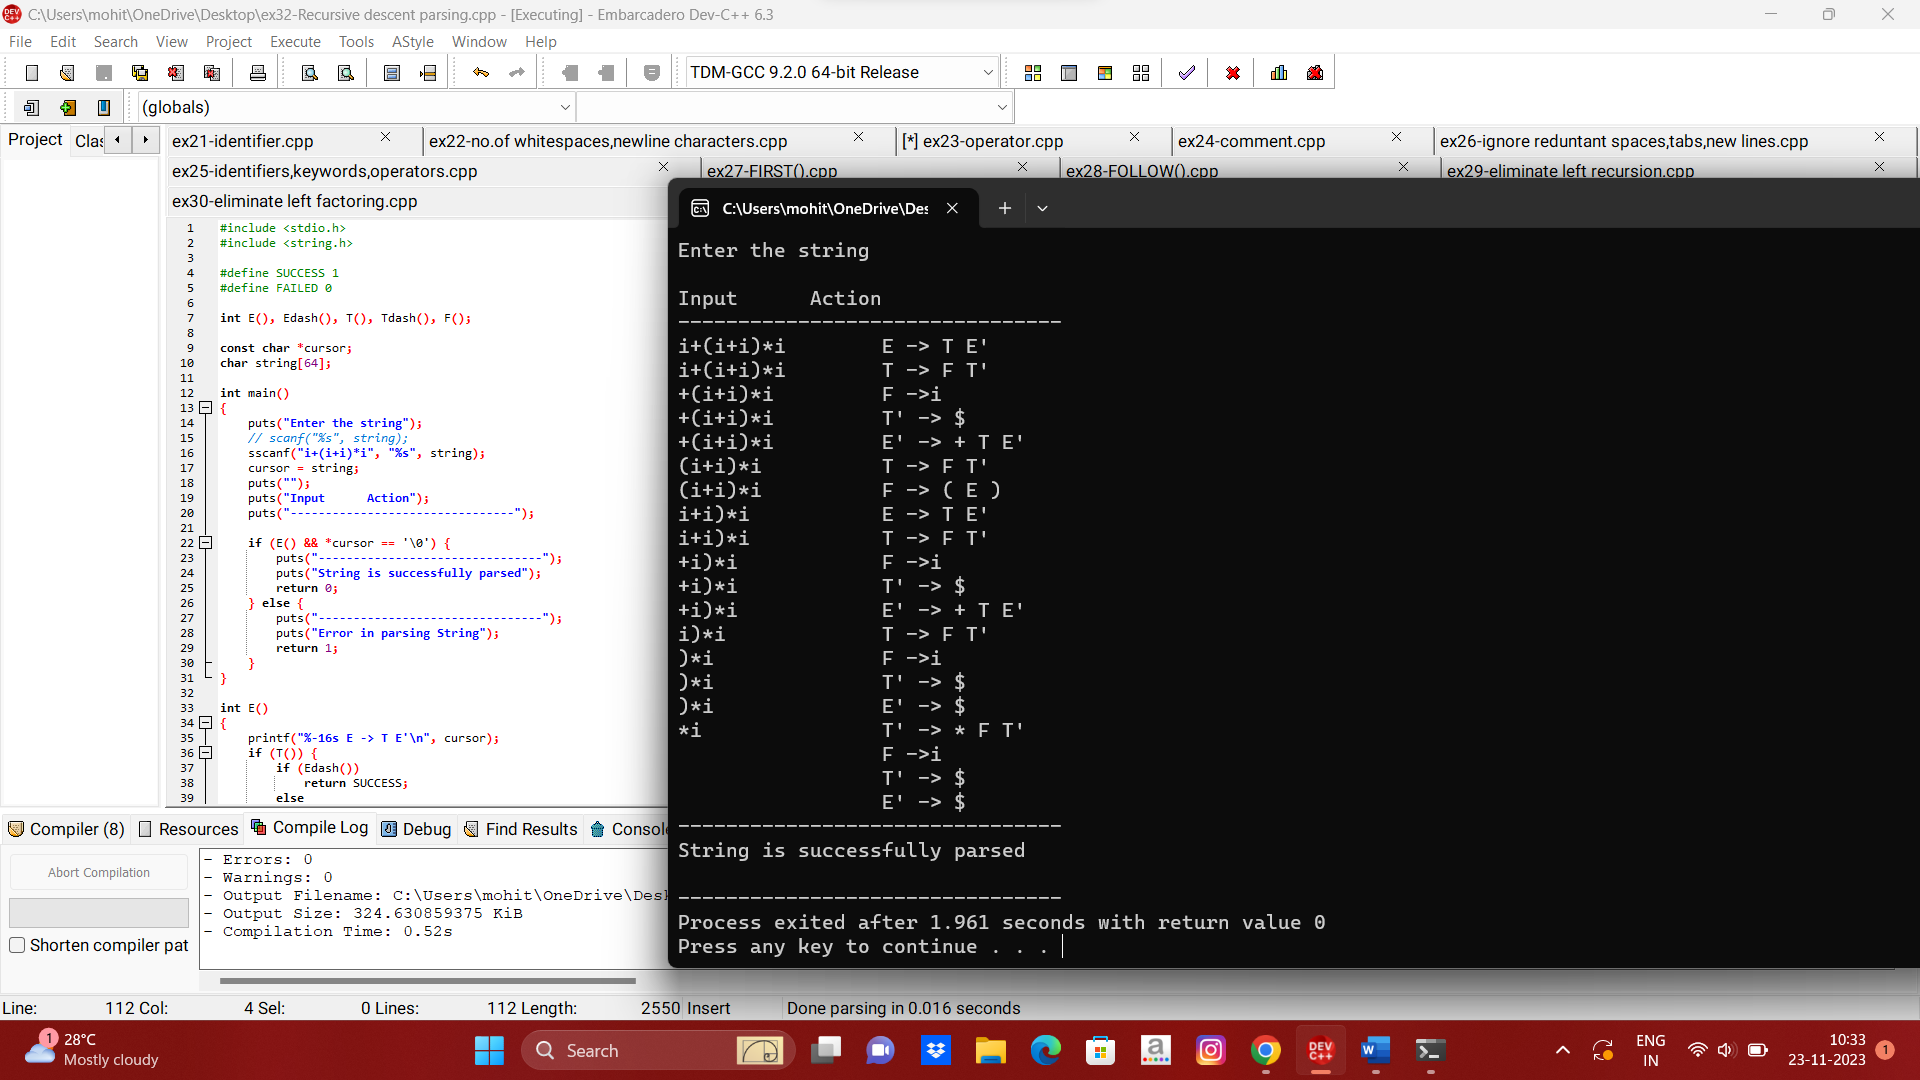 C:\Users\mohit\OneDrive\Desktop\ex32-Recursive descent parsing.cpp - [Executing] - Embarcadero Dev-C++ 6.3
File Edit Search View Project Execute Tools AStyle Window Help
TDM-GCC 9.2.0 64-bit Release
(globals)
Project Clas
ex21-identifier.cpp ex22-no.of whitespaces,newline characters.cpp [*] ex23-operator.cpp ex24-comment.cpp ex26-ignore reduntant spaces,tabs,new lines.cpp
ex25-identifiers,keywords,operators.cpp ex27-FIRST().cpp ex28-FOLLOW().cpp ex29-eliminate left recursion.cpp
ex30-eliminate left factoring.cpp
1 #include <stdio.h>
2 #include <string.h>
3
4 #define SUCCESS 1
5 #define FAILED 0
6
7 int E(), Edash(), T(), Tdash(), F();
8
9 const char *cursor;
10 char string[64];
11
12 int main()
13 {
14 puts("Enter the string");
15 // scanf("%s", string);
16 sscanf("i+(i+i)*i", "%s", string);
17 cursor = string;
18 puts("");
19 puts("Input      Action");
20 puts("--------------------------------");
21
22 if (E() && *cursor == '\0') {
23 puts("--------------------------------");
24 puts("String is successfully parsed");
25 return 0;
26 } else {
27 puts("--------------------------------");
28 puts("Error in parsing String");
29 return 1;
30 }
31 }
32
33 int E()
34 {
35 printf("%-16s E -> T E'\n", cursor);
36 if (T()) {
37 if (Edash())
38 return SUCCESS;
39 else
C:\Users\mohit\OneDrive\Des
Enter the string
Input      Action
--------------------------------
i+(i+i)*i        E -> T E'
i+(i+i)*i        T -> F T'
+(i+i)*i         F ->i
+(i+i)*i         T' -> $
+(i+i)*i         E' -> + T E'
(i+i)*i          T -> F T'
(i+i)*i          F -> ( E )
i+i)*i           E -> T E'
i+i)*i           T -> F T'
+i)*i            F ->i
+i)*i            T' -> $
+i)*i            E' -> + T E'
i)*i             T -> F T'
)*i              F ->i
)*i              T' -> $
)*i              E' -> $
*i               T' -> * F T'
F ->i
T' -> $
E' -> $
--------------------------------
String is successfully parsed
--------------------------------
Process exited after 1.961 seconds with return value 0
Press any key to continue . . .
Compiler (8) Resources Compile Log Debug Find Results Console
Abort Compilation
Shorten compiler pat
- Errors: 0
- Warnings: 0
- Output Filename: C:\Users\mohit\OneDrive\Desk
- Output Size: 324.630859375 KiB
- Compilation Time: 0.52s
Line: 112 Col: 4 Sel: 0 Lines: 112 Length: 2550 Insert Done parsing in 0.016 seconds
1
28°C
Mostly cloudy
Search
a
DEV C++
W
ENG
IN
10:33
23-11-2023
1